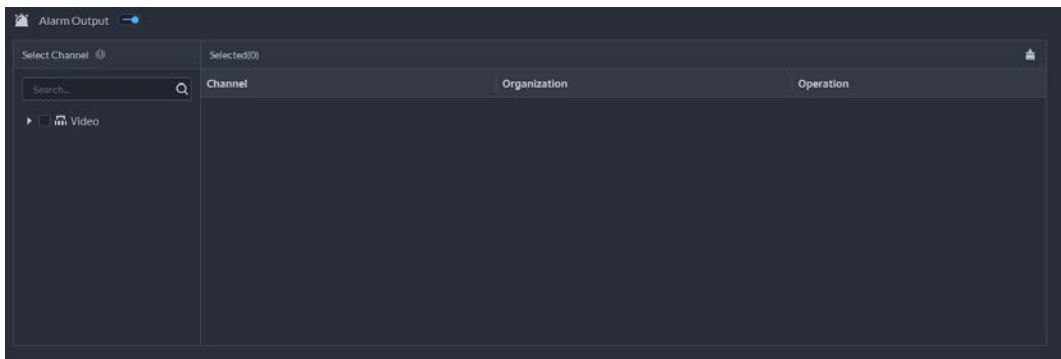 Alarm Output
Select Channel
Selected(0)
Search...
Channel Organization Operation
Video